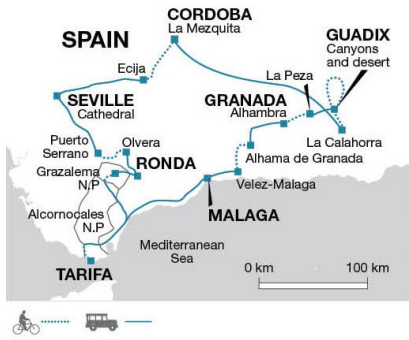 CORDOBA
La Mezquita
SPAIN
GUADIX
Canyons
and desert
Ecija
La Peza
SEVILLE
Cathedral
GRANADA
Alhambra
Puerto
Serrano
Olvera
La Calahorra
RONDA
Grazalema
N.P
Alhama de Granada
Velez-Malaga
Alcornocales
N.P
MALAGA
Mediterranean
Sea
TARIFA
0 km
100 km